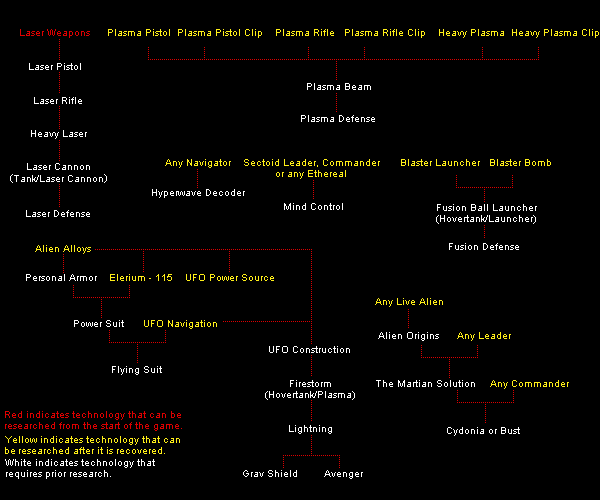 Laser Weapons
Plasma Pistol
Plasma Pistol Clip
Plasma Rifle
Plasma Rifle Clip
Heavy Plasma
Heavy Plasma Clip
Laser Pistol
Plasma Beam
Laser Rifle
Plasma Defense
Heavy Laser
Laser Cannon
(Tank/Laser Cannon)
Any Navigator
Sectoid Leader, Commander
or any Ethereal
Blaster Launcher
Blaster Bomb
Hyperwave Decoder
Mind Control
Laser Defense
Fusion Ball Launcher
(Hovertank/Launcher)
Fusion Defense
Alien Alloys
Personal Armor
Elerium - 115
UFO Power Source
Any Live Alien
Power Suit
UFO Navigation
Alien Origins
Any Leader
UFO Construction
Flying Suit
Firestorm
(Hovertank/Plasma)
The Martian Solution
Any Commander
Lightning
Cydonia or Bust
Grav Shield
Avenger
Red indicates technology that can be
researched from the start of the game.
Yellow indicates technology that can
be researched after it is recovered.
White indicates technology that
requires prior research.